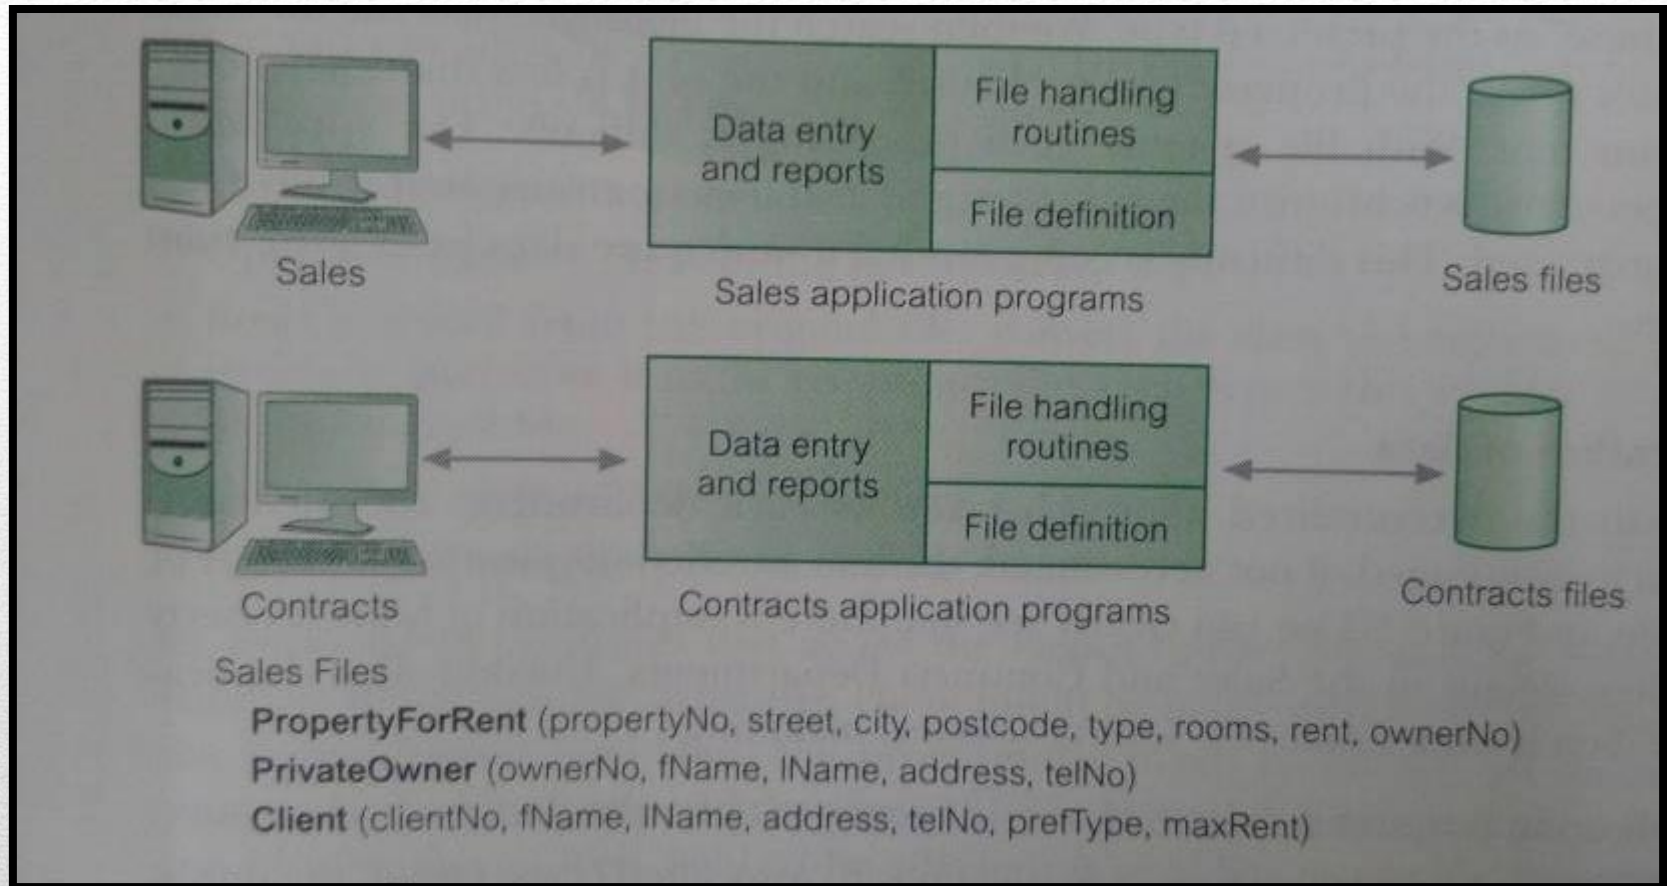 Data entry
and reports
File handling
routines
File definition
Sales
Sales application programs
Sales files
Data entry
and reports
File handling
routines
File definition
Contracts
Contracts application programs
Contracts files
Sales Files
PropertyForRent (propertyNo, street, city, postcode, type, rooms, rent, ownerNo)
PrivateOwner (ownerNo, fName, lName, address, telNo)
Client (clientNo, fName, lName, address, telNo, prefType, maxRent)